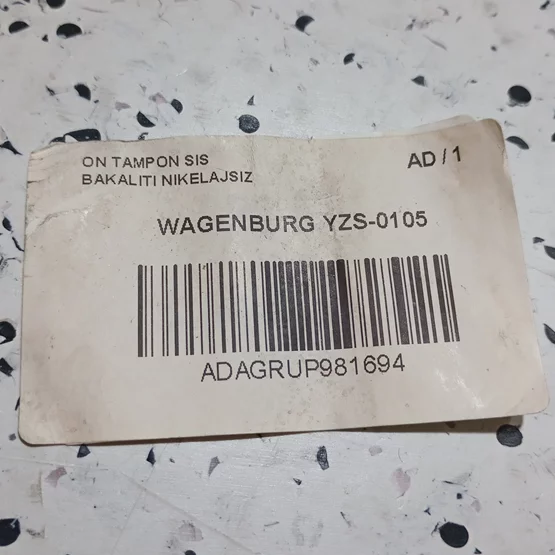 ON TAMPON SIS
BAKALITI NIKELAJSIZ
AD / 1
WAGENBURG YZS-0105
ADAGRUP981694